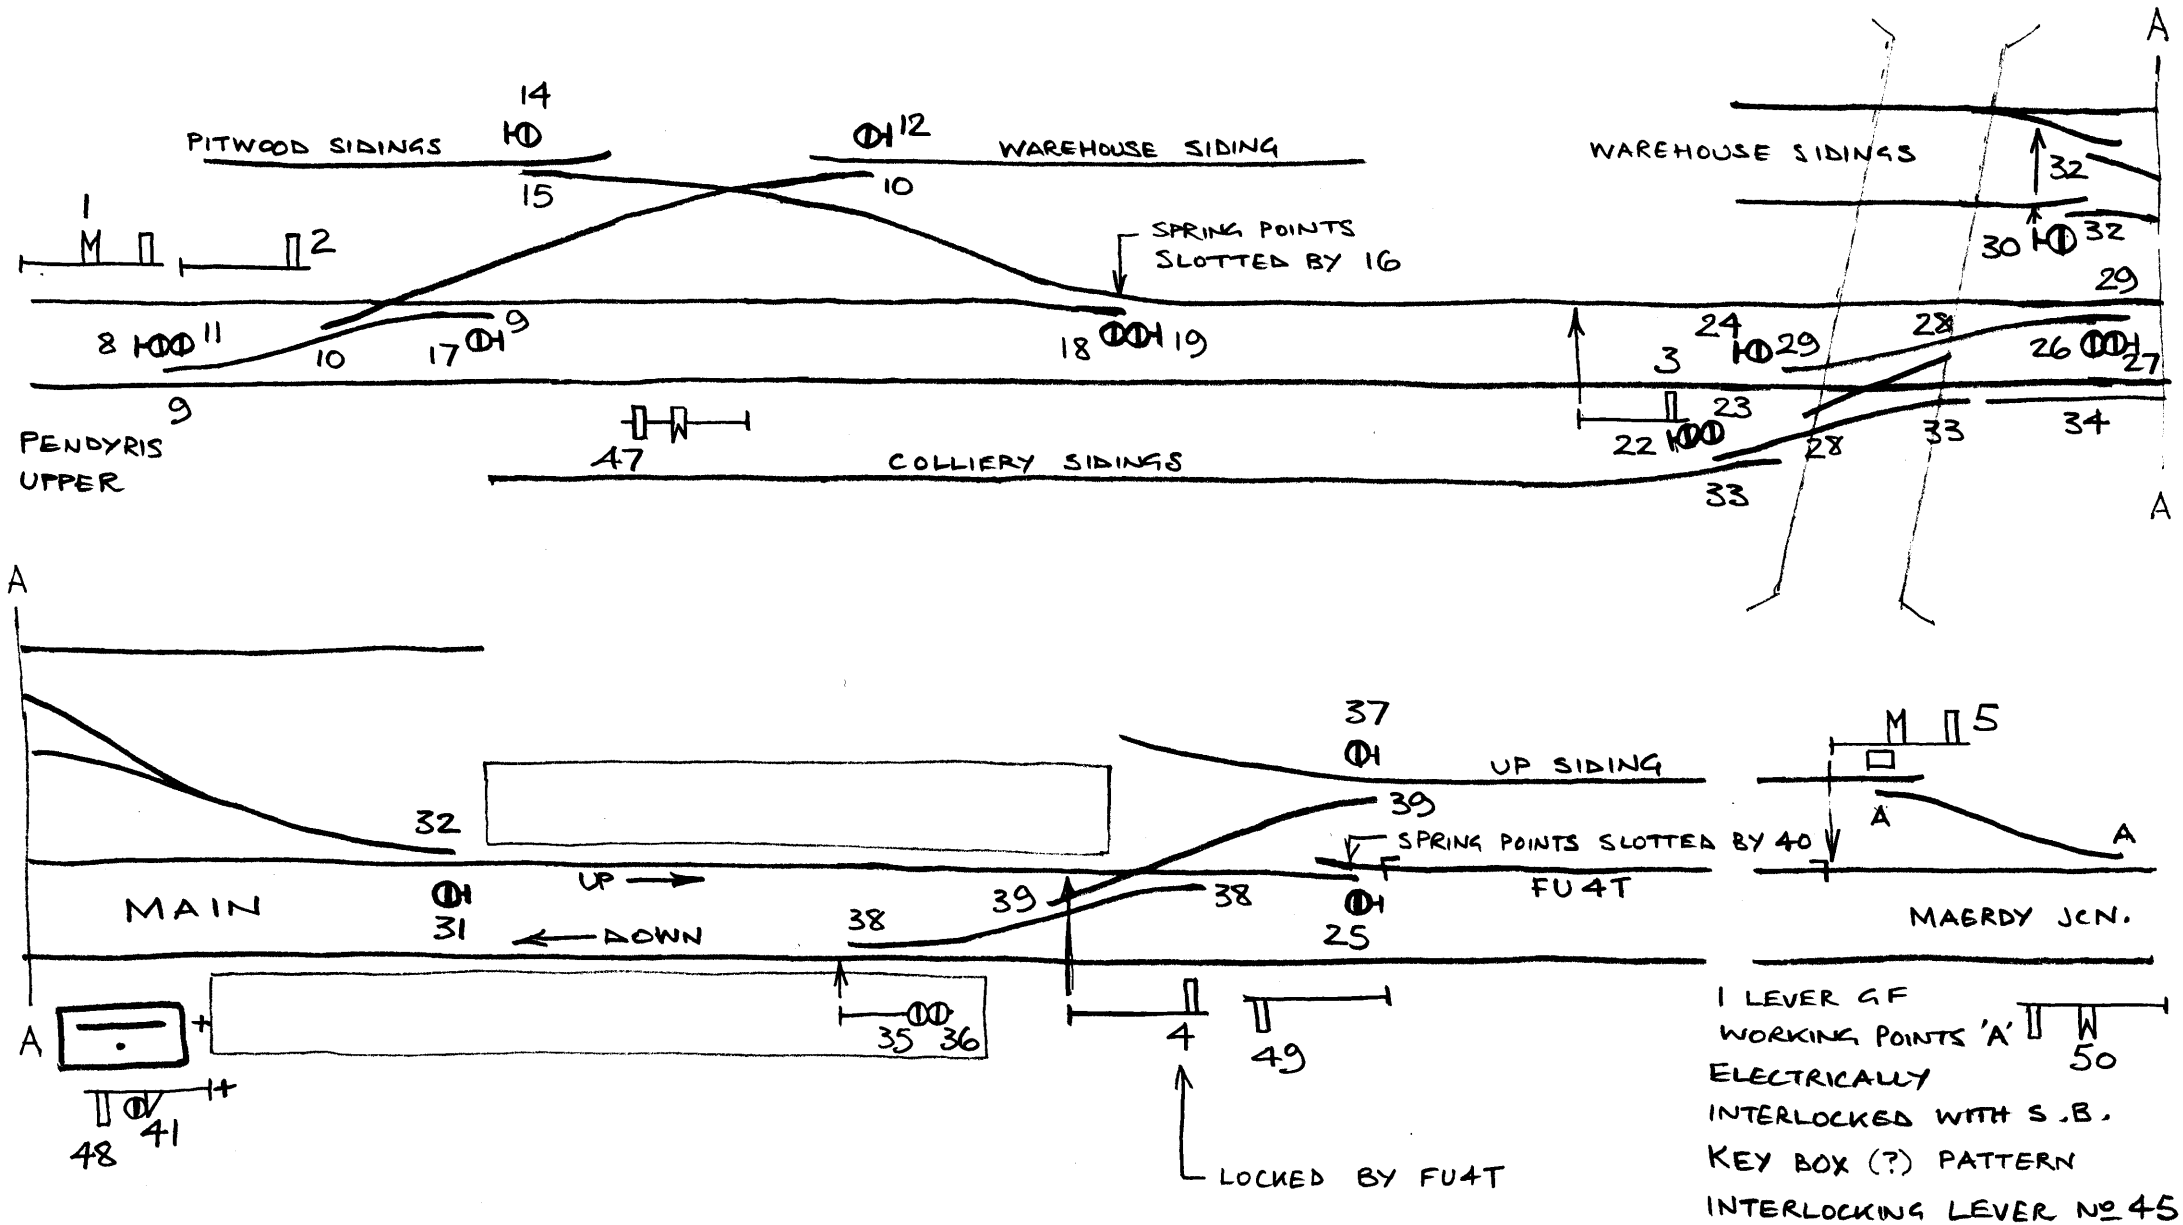 A
14
12
PITWOOD SIDINGS
WAREHOUSE SIDING
WAREHOUSE SIDINGS
32
15
10
1
M
2
SPRING POINTS
SLOTTED BY 16
30
32
29
8
11
10
17
9
18
19
24
29
28
26
27
3
9
23
22
28
33
34
PENDYRIS
UPPER
47
COLLIERY SIDINGS
33
A
A
37
M
5
UP SIDING
32
39
A
A
SPRING POINTS SLOTTED BY 40
UP
FU4T
MAIN
31
39
38
38
25
MAERDY JCN.
DOWN
A
35
36
4
49
1 LEVER GF
WORKING POINTS 'A'
50
ELECTRICALLY
INTERLOCKED WITH S.B.
KEY BOX (?) PATTERN
INTERLOCKING LEVER No 45
48
41
LOCKED BY FU4T